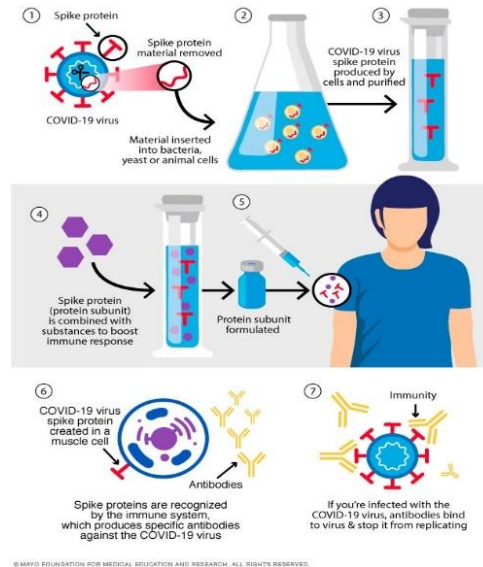 1
Spike protein
Spike protein
material removed
COVID-19 virus
Material inserted
into bacteria,
yeast or animal cells
2
COVID-19 virus
spike protein
produced by
cells and purified
3
4
Spike protein
(protein subunit)
is combined with
substances to boost
immune response
5
Protein subunit
formulated
6
COVID-19 virus
spike protein
created in a
muscle cell
Antibodies
Spike proteins are recognized
by the immune system,
which produces specific antibodies
against the COVID-19 virus
7
Immunity
If you're infected with the
COVID-19 virus, antibodies bind
to virus & stop it from replicating
© MAYO FOUNDATION FOR MEDICAL EDUCATION AND RESEARCH. ALL RIGHTS RESERVED.